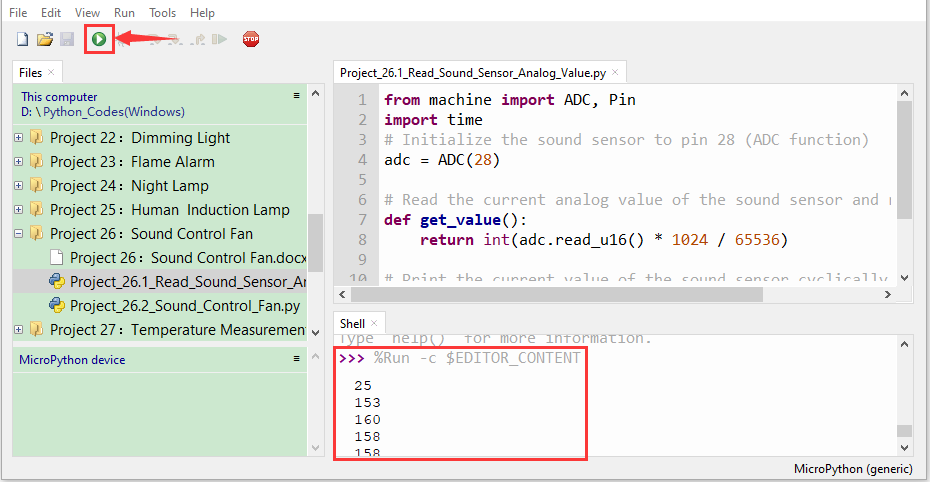 File Edit View Run Tools Help
STOP
Files ×
This computer
D: \ Python_Codes(Windows)
Project 22：Dimming Light
Project 23：Flame Alarm
Project 24：Night Lamp
Project 25：Human Induction Lamp
Project 26：Sound Control Fan
Project 26：Sound Control Fan.docx
Project_26.1_Read_Sound_Sensor_Ar
Project_26.2_Sound_Control_Fan.py
Project 27：Temperature Measuremen
MicroPython device
Project_26.1_Read_Sound_Sensor_Analog_Value.py ×
1 from machine import ADC, Pin
2 import time
3 # Initialize the sound sensor to pin 28 (ADC function)
4 adc = ADC(28)
5
6 # Read the current analog value of the sound sensor and
7 def get_value():
8 return int(adc.read_u16() * 1024 / 65536)
9
10 # Print the current value of the sound sensor cyclically
Shell ×
Type "help()" for more information.
>>> %Run -c $EDITOR_CONTENT
25
153
160
158
158
MicroPython (generic)